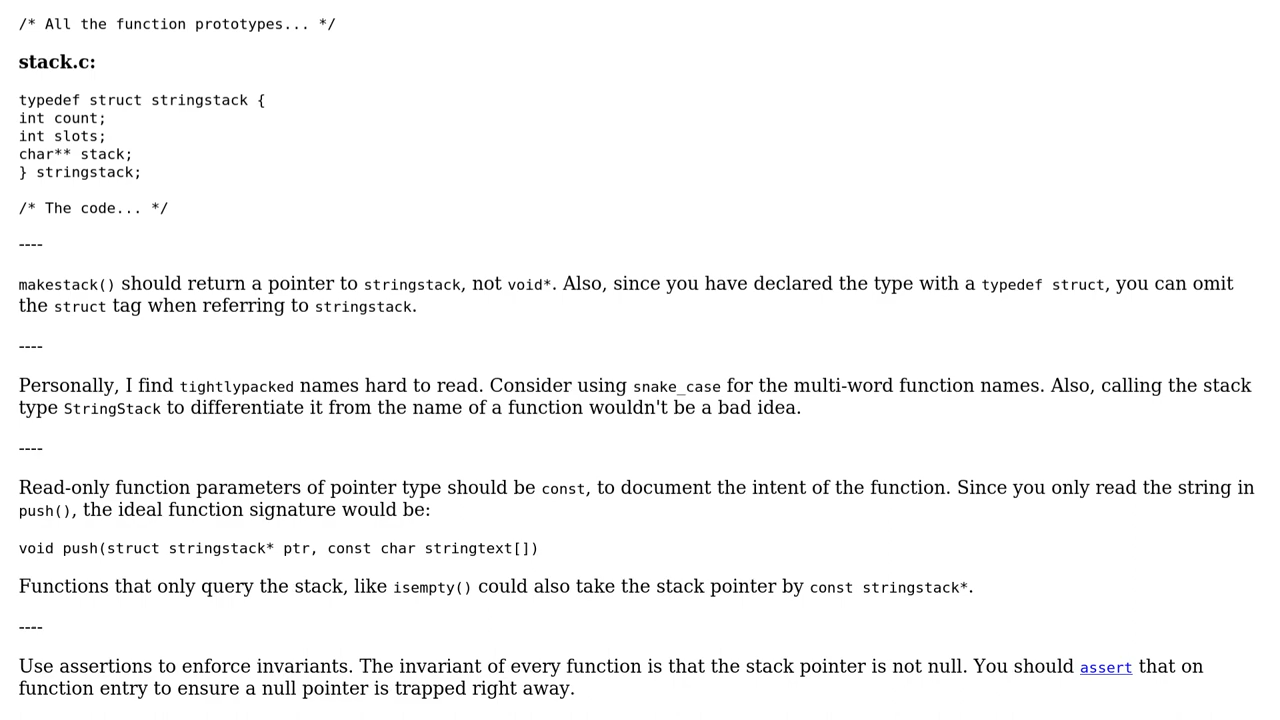 /* All the function prototypes... */
stack.c:
typedef struct stringstack {
int count;
int slots;
char** stack;
} stringstack;
/* The code... */
----
makestack() should return a pointer to stringstack, not void*. Also, since you have declared the type with a typedef struct, you can omit
the struct tag when referring to stringstack.
----
Personally, I find tightlypacked names hard to read. Consider using snake_case for the multi-word function names. Also, calling the stack
type StringStack to differentiate it from the name of a function wouldn't be a bad idea.
----
Read-only function parameters of pointer type should be const, to document the intent of the function. Since you only read the string in
push(), the ideal function signature would be:
void push(struct stringstack* ptr, const char stringtext[])
Functions that only query the stack, like isempty() could also take the stack pointer by const stringstack*.
----
Use assertions to enforce invariants. The invariant of every function is that the stack pointer is not null. You should assert that on
function entry to ensure a null pointer is trapped right away.